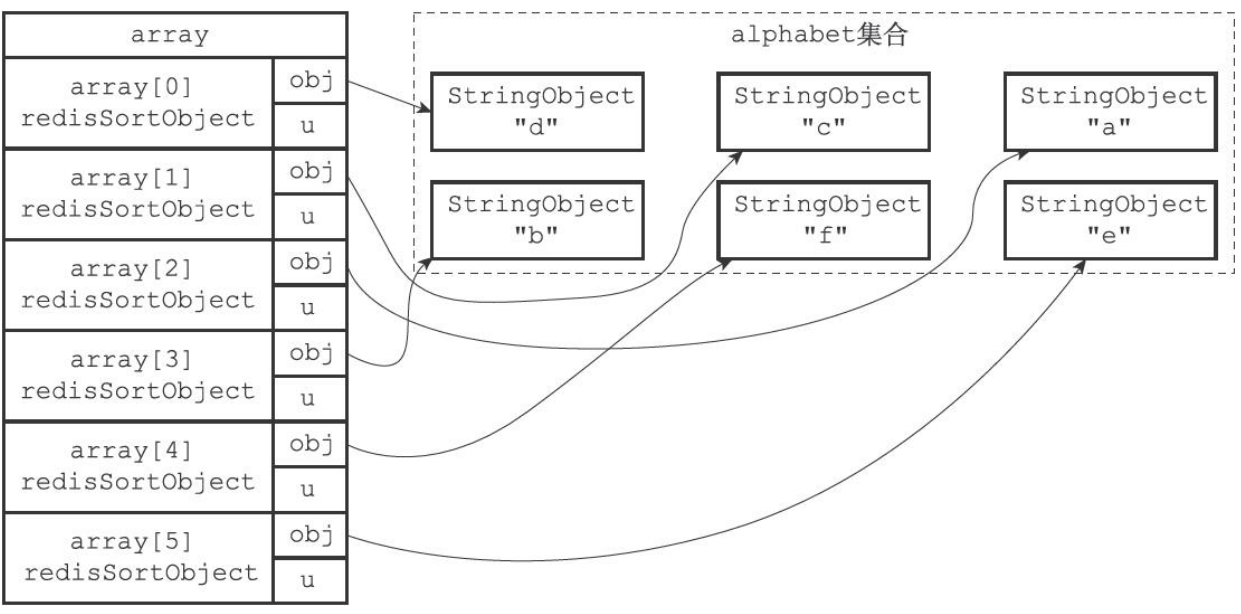 array
array[0]
redisSortObject
obj
u
array[1]
redisSortObject
obj
u
array[2]
redisSortObject
obj
u
array[3]
redisSortObject
obj
u
array[4]
redisSortObject
obj
u
array[5]
redisSortObject
obj
u
alphabet集合
StringObject
"d"
StringObject
"c"
StringObject
"a"
StringObject
"b"
StringObject
"f"
StringObject
"e"